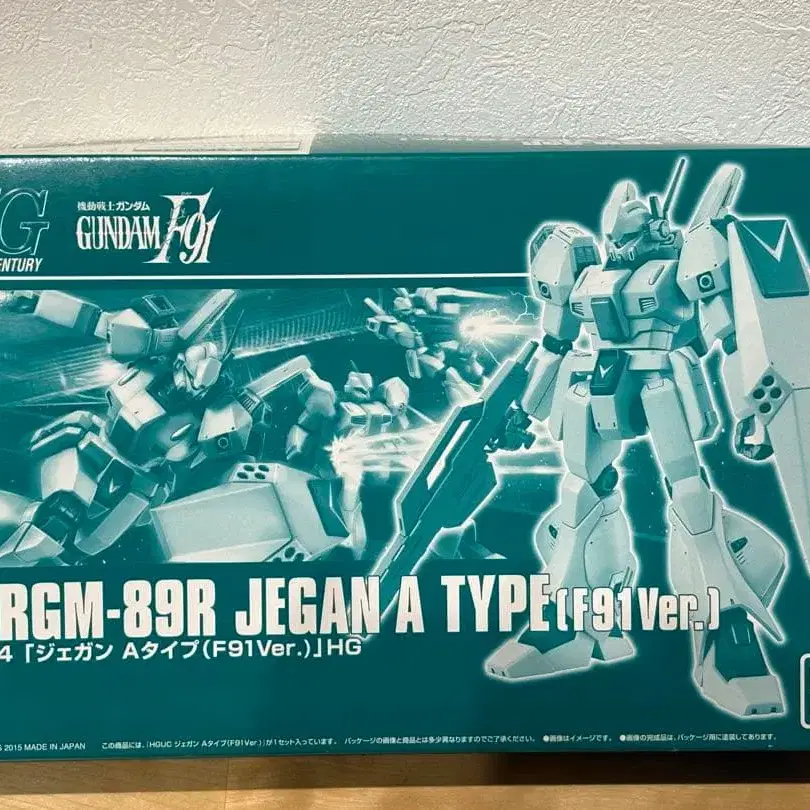 HG
機動戦士ガンダム
GUNDAM F91
CENTURY
RGM-89R JEGAN A TYPE(F91Ver.)
4「ジェガン Aタイプ(F91Ver.)」HG
S 2015 MADE IN JAPAN この商品には、「HGUC ジェガン Aタイプ(F91Ver.)」が1セット入っています。 パッケージの画像と商品とは多少異なりますのでご了承ください。 ●画像はイメージです。 ●画像の完成品は、パッケージ用に塗装してあります。